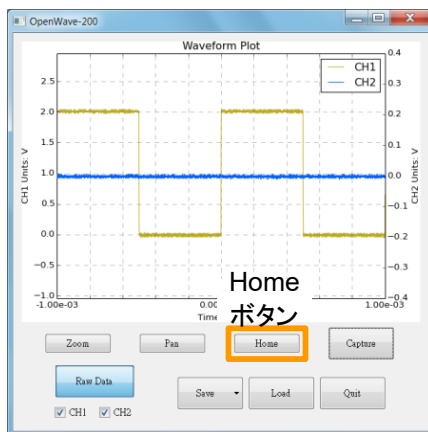 OpenWave-200
Waveform Plot
CH1
CH2
2.5
2.0
1.5
1.0
0.5
0.0
−0.5
−1.0
CH1 Units: V
0.4
0.3
0.2
0.1
0.0
−0.1
−0.2
−0.3
−0.4
CH2 Units: V
-1.00e-03
0.00
1.00e-03
Time
Home
ボタン
Zoom
Pan
Home
Capture
Raw Data
Save
Load
Quit
CH1
CH2